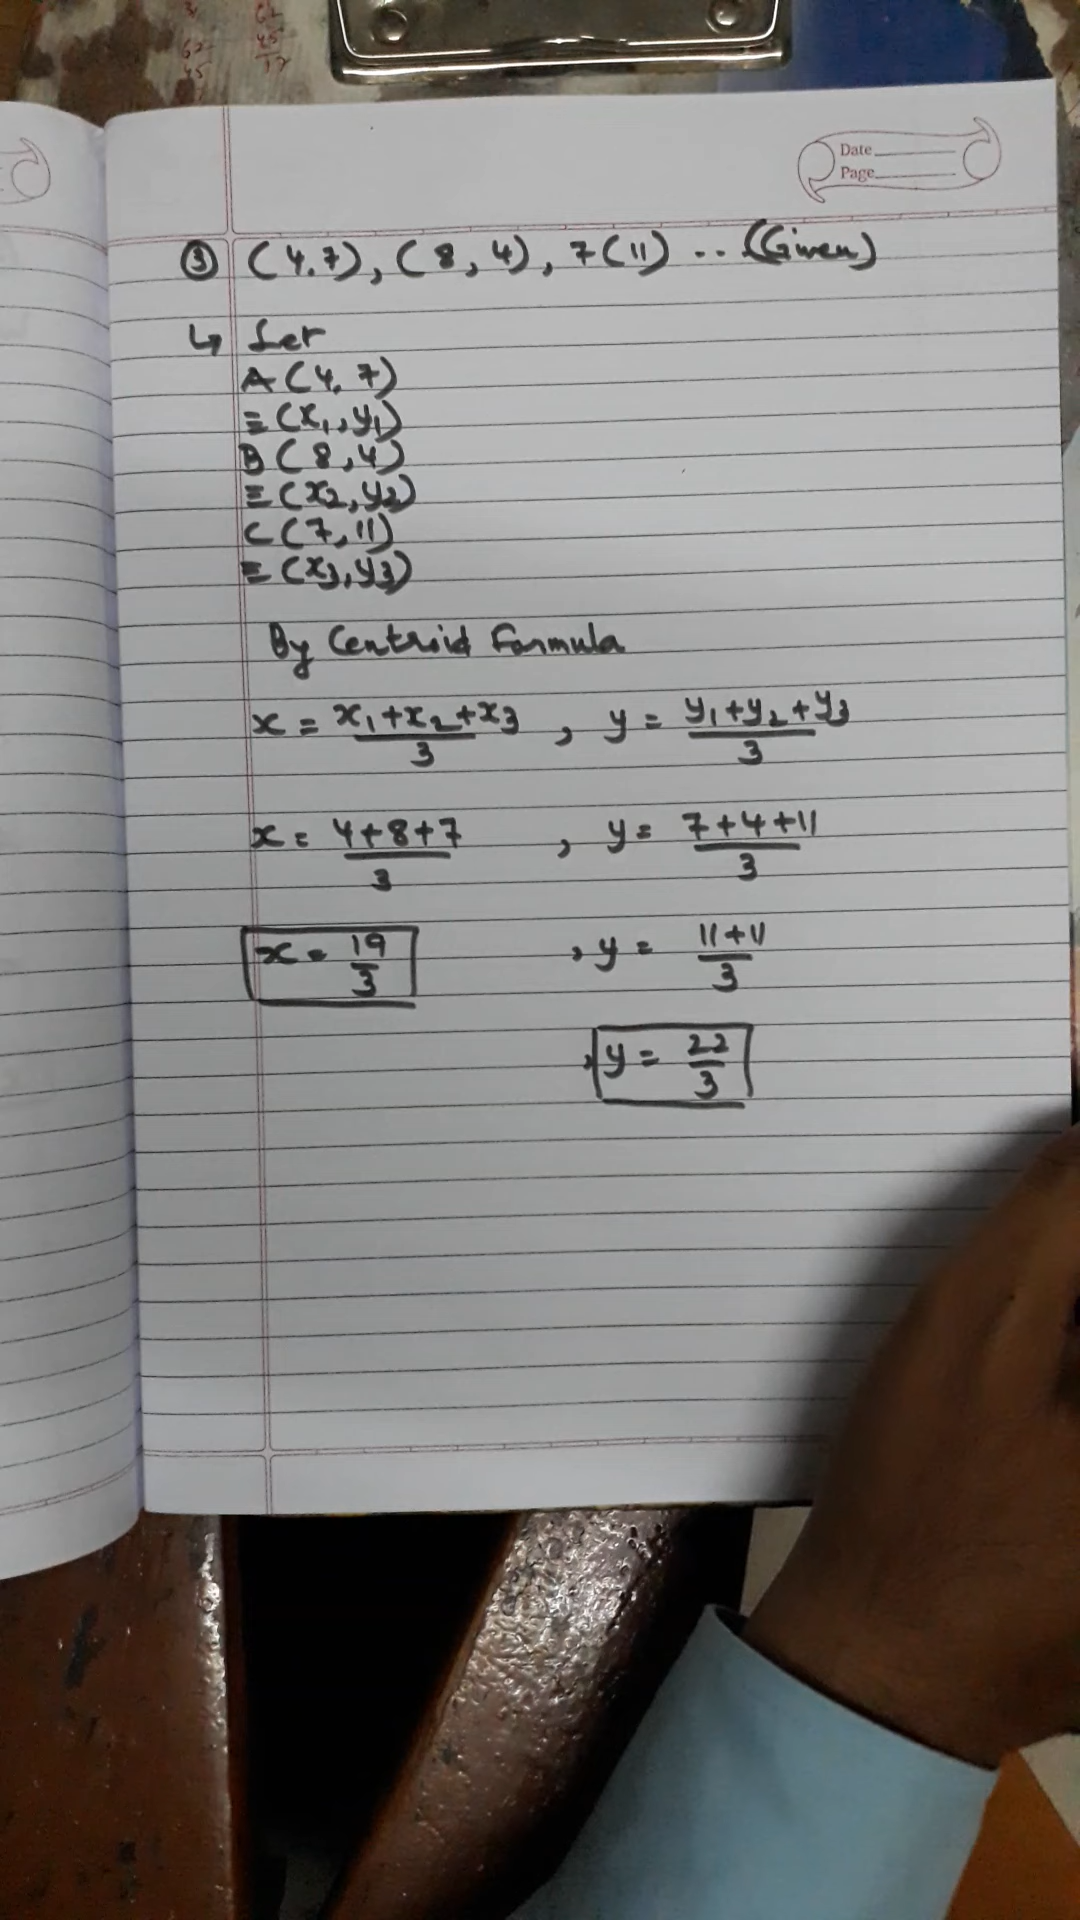 Date
Page
③ (4,7), (8,4), 7(11) ... (Given)
↳ Let
A (4, 7)
≡ (x₁, y₁)
B (8,4)
≡ (x₂, y₂)
C (7, 11)
≡ (x₃, y₃)
By Centroid Formula
x = x₁+x₂+x₃/3 , y = y₁+y₂+y₃/3
x = 4+8+7/3 , y = 7+4+11/3
x = 19/3 , y = 11+11/3
, y = 22/3